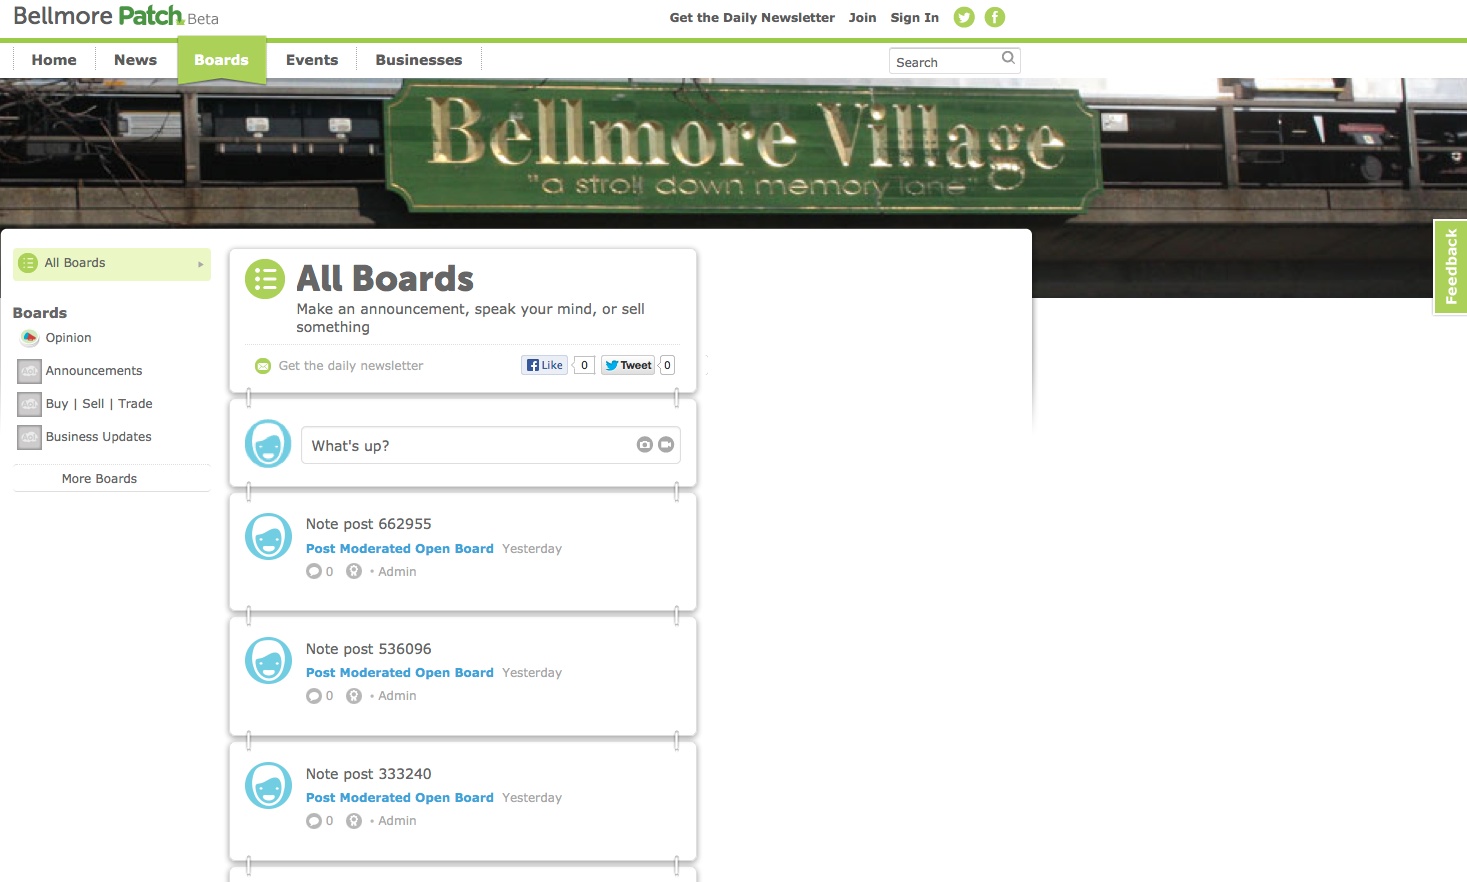 Bellmore Patch Beta
Get the Daily Newsletter Join Sign In
Home News Boards Events Businesses
Search
Bellmore Village
"a stroll down memory lane"
Feedback
All Boards
Boards
Opinion
Announcements
Buy | Sell | Trade
Business Updates
More Boards
All Boards
Make an announcement, speak your mind, or sell
something
Get the daily newsletter Like 0 Tweet 0
What's up?
Note post 662955
Post Moderated Open Board Yesterday
0 • Admin
Note post 536096
Post Moderated Open Board Yesterday
0 • Admin
Note post 333240
Post Moderated Open Board Yesterday
0 • Admin